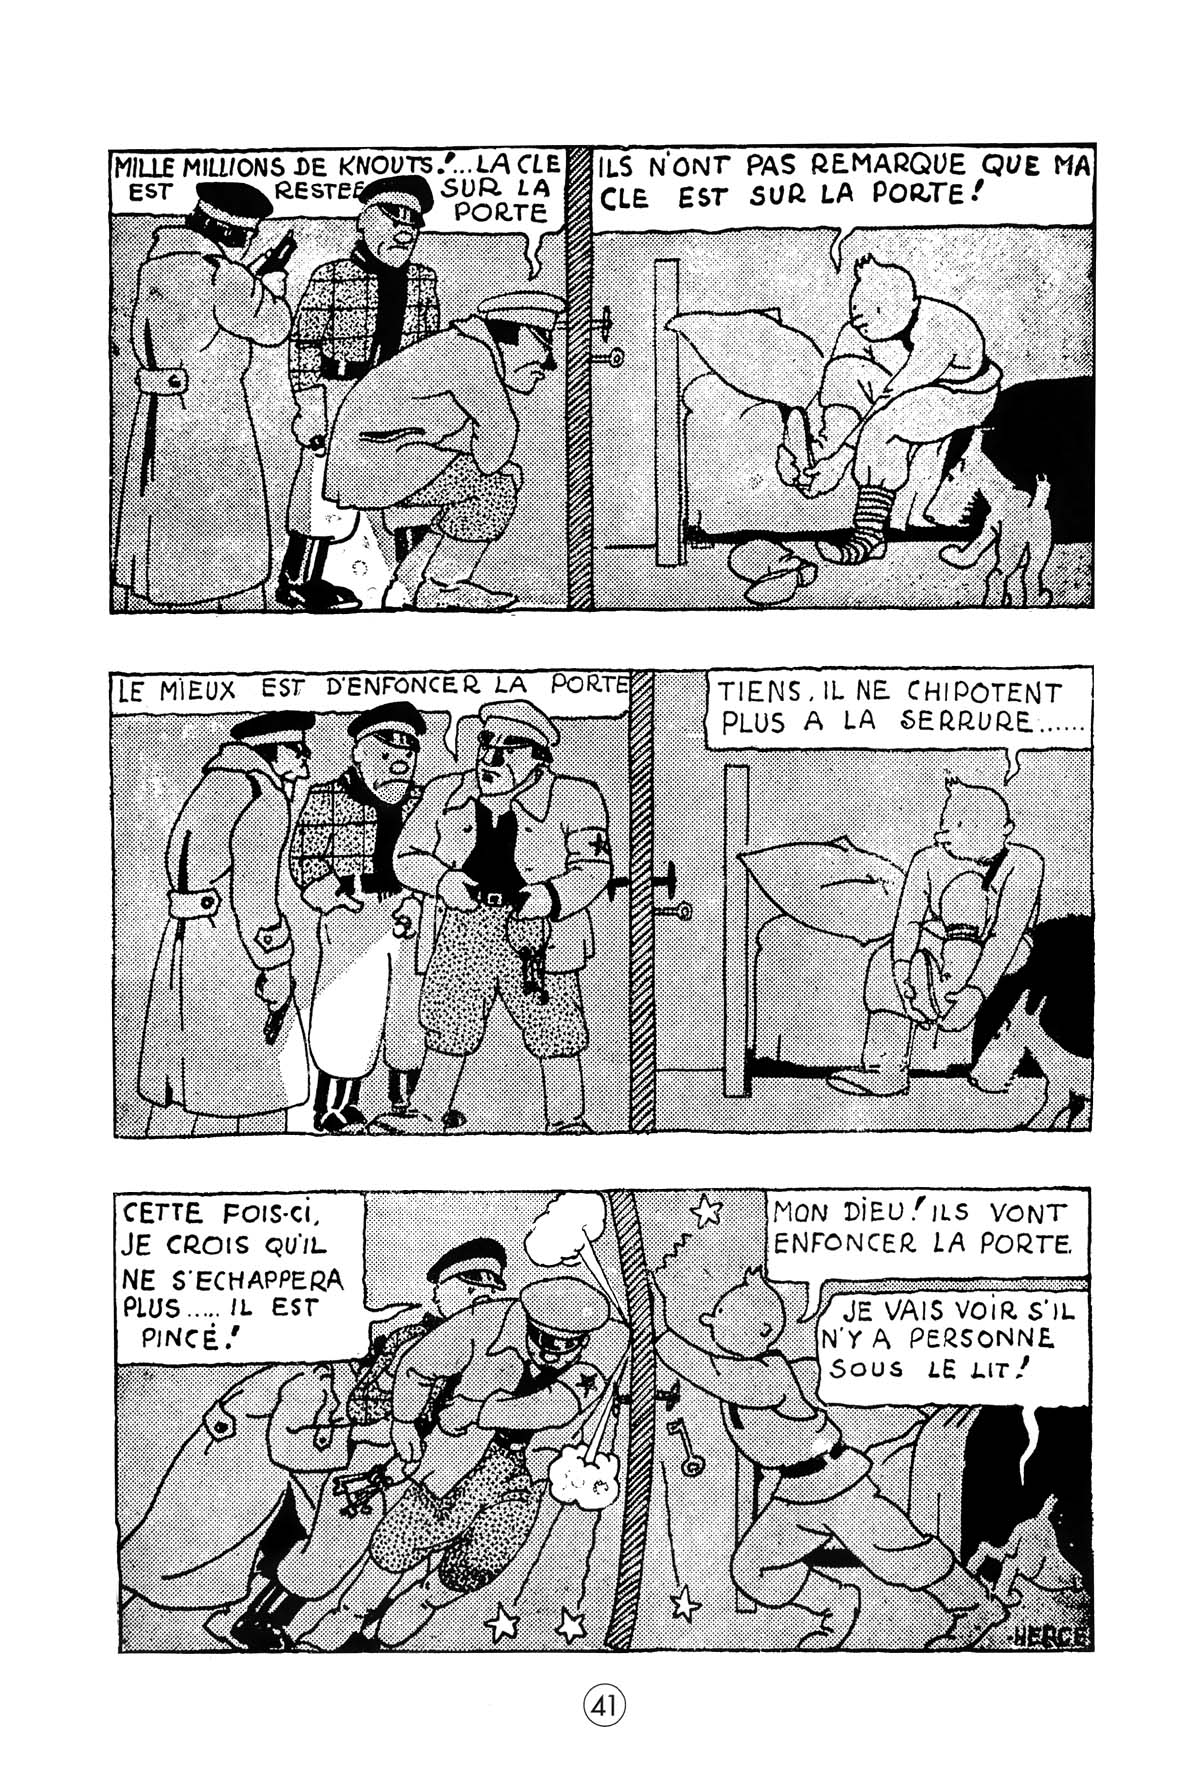 MILLE MILLIONS DE KNOUTS!...LA CLE
EST RESTEE SUR LA
PORTE
ILS N'ONT PAS REMARQUE QUE MA
CLE EST SUR LA PORTE!
LE MIEUX EST D'ENFONCER LA PORTE
TIENS, IL NE CHIPOTENT
PLUS A LA SERRURE......
CETTE FOIS-CI,
JE CROIS QU'IL
NE S'ECHAPPERA
PLUS..... IL EST
PINCÉ!
MON DIEU! ILS VONT
ENFONCER LA PORTE.
JE VAIS VOIR S'IL
N'Y A PERSONNE
SOUS LE LIT!
HERGE
41